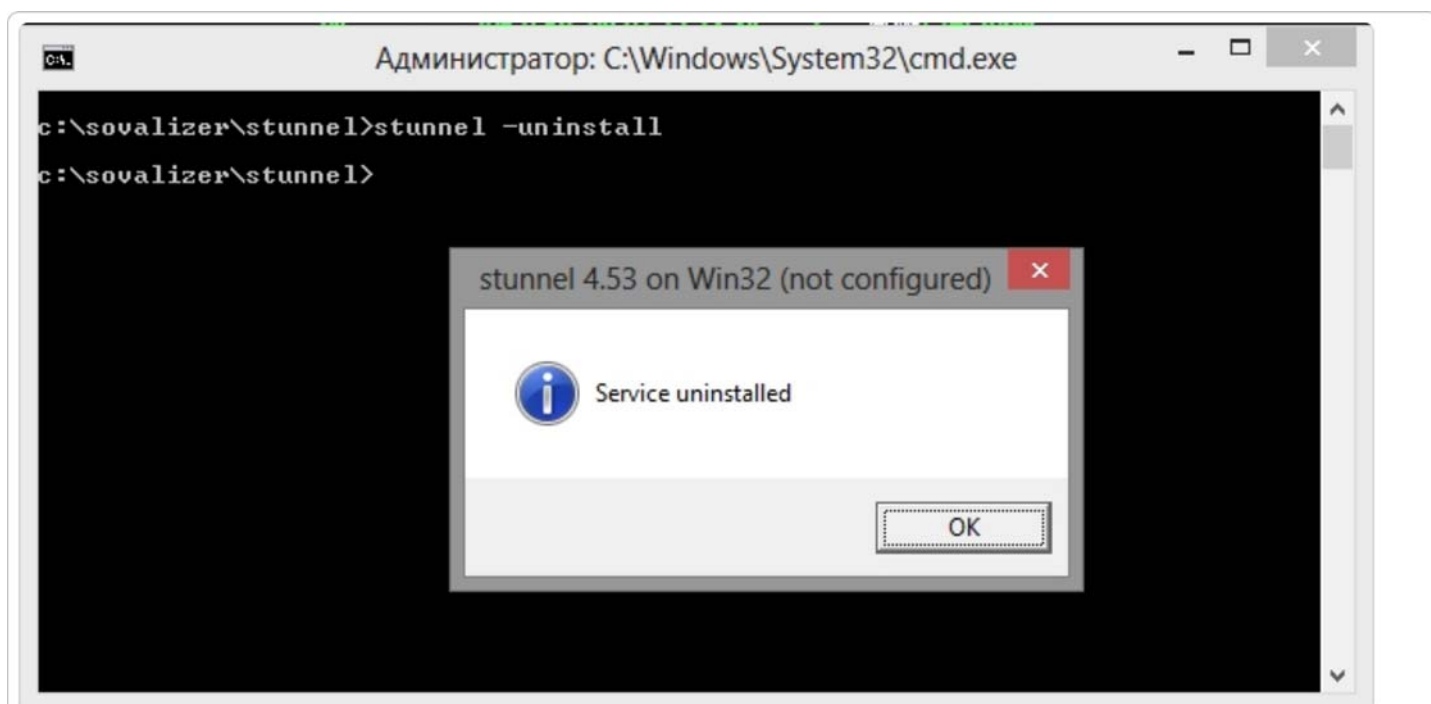 Администратор: C:\Windows\System32\cmd.exe
c:\sovalizer\stunnel>stunnel -uninstall
c:\sovalizer\stunnel>
stunnel 4.53 on Win32 (not configured)
Service uninstalled
OK